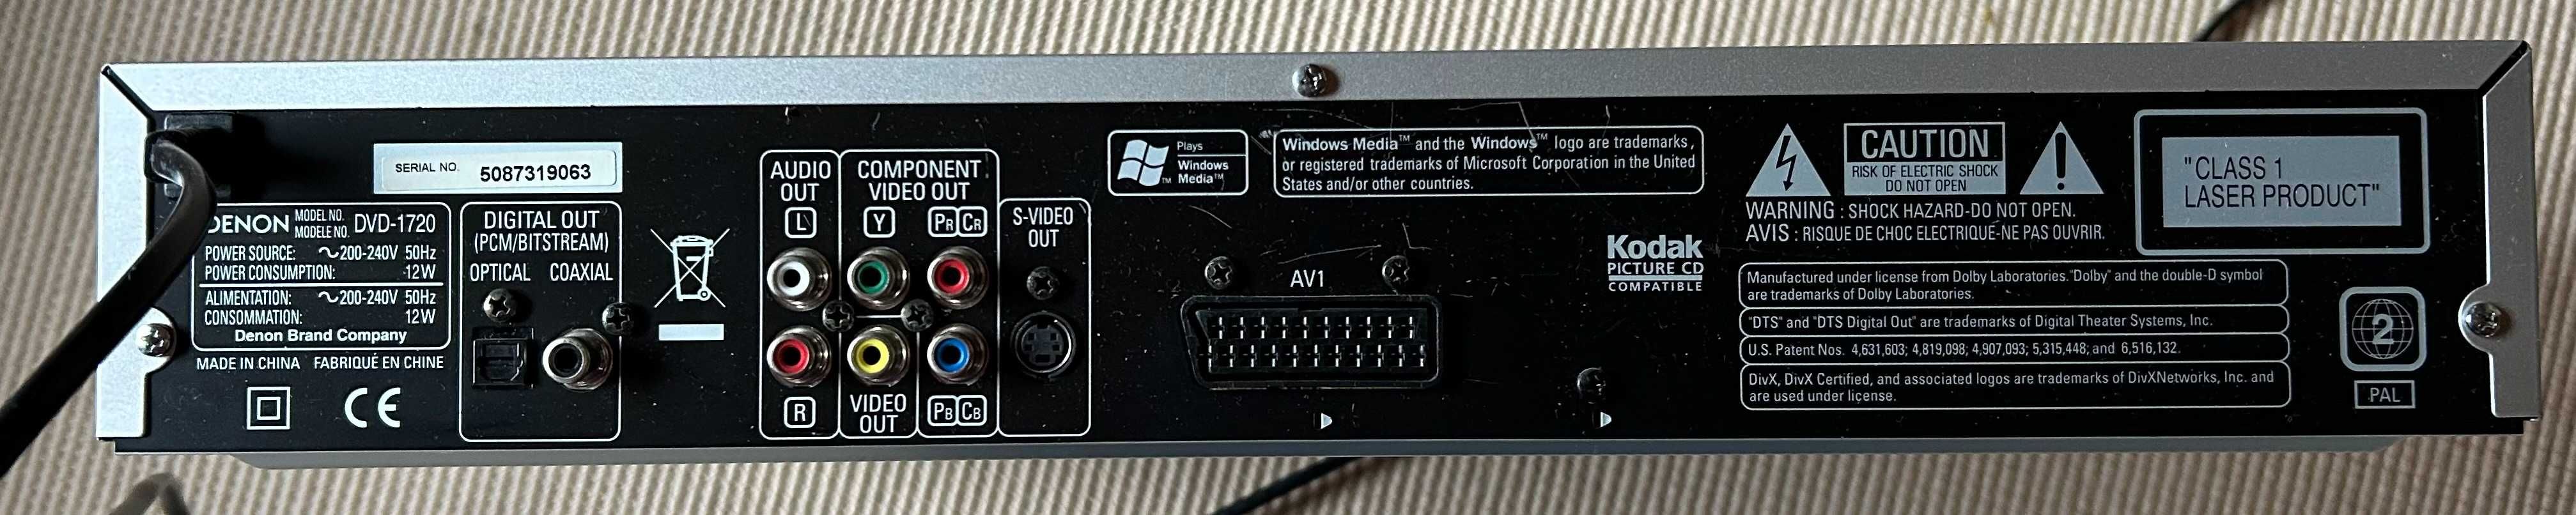 SERIAL NO. 5087319063
DENON MODEL NO. MODELE NO. DVD-1720
POWER SOURCE: ~200-240V 50Hz
POWER CONSUMPTION: 12W
ALIMENTATION: ~200-240V 50Hz
CONSOMMATION: 12W
Denon Brand Company
MADE IN CHINA FABRIQUÉ EN CHINE
CE
DIGITAL OUT
(PCM/BITSTREAM)
OPTICAL COAXIAL
AUDIO
OUT
L
R
COMPONENT
VIDEO OUT
Y
PR CR
VIDEO
OUT
PB CB
S-VIDEO
OUT
Plays
Windows
Media™
Windows Media™ and the Windows™ logo are trademarks,
or registered trademarks of Microsoft Corporation in the United
States and/or other countries.
AV1
Kodak
PICTURE CD
COMPATIBLE
CAUTION
RISK OF ELECTRIC SHOCK
DO NOT OPEN
WARNING : SHOCK HAZARD-DO NOT OPEN.
AVIS : RISQUE DE CHOC ELECTRIQUE-NE PAS OUVRIR.
Manufactured under license from Dolby Laboratories. "Dolby" and the double-D symbol
are trademarks of Dolby Laboratories.
"DTS" and "DTS Digital Out" are trademarks of Digital Theater Systems, Inc.
U.S. Patent Nos. 4,631,603; 4,819,098; 4,907,093; 5,315,448; and 6,516,132.
DivX, DivX Certified, and associated logos are trademarks of DivXNetworks, Inc. and
are used under license.
"CLASS 1
LASER PRODUCT"
2
PAL